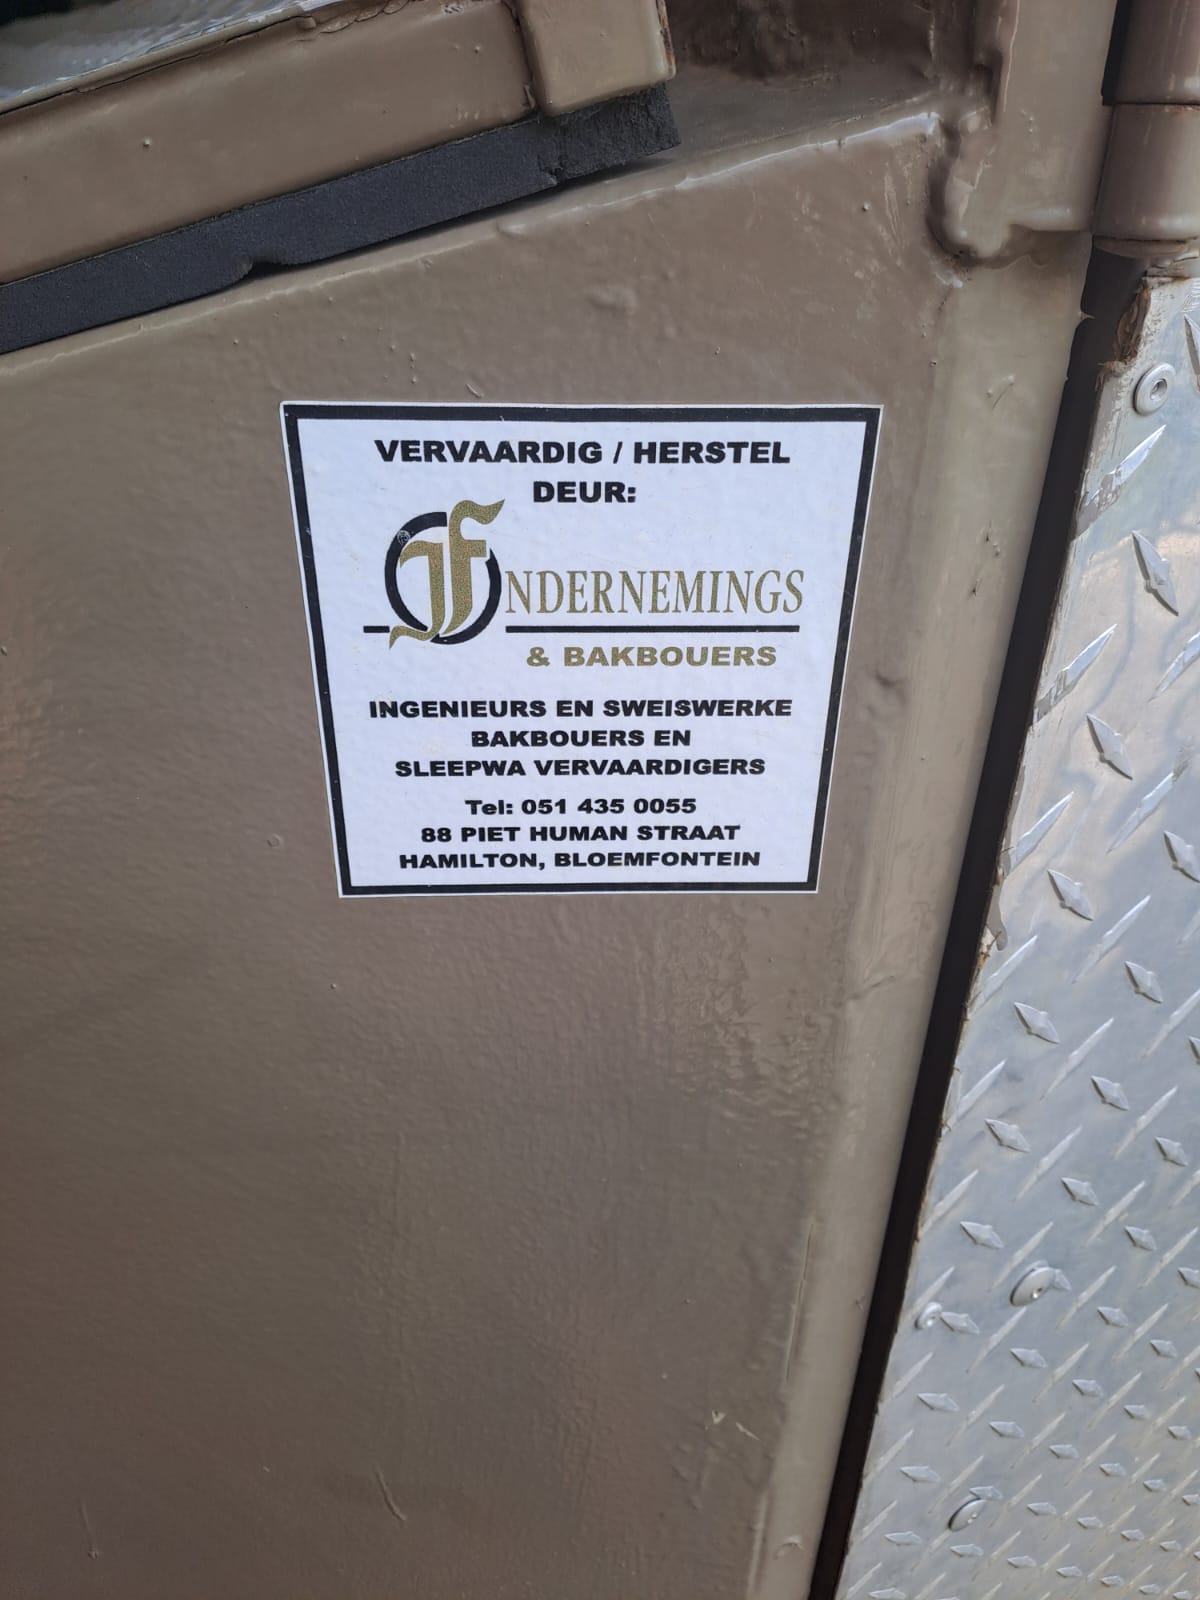 VERVAARDIG / HERSTEL
DEUR:
JF ONDERNEMINGS
& BAKBOUERS
INGENIEURS EN SWEISWERKE
BAKBOUERS EN
SLEEPWA VERVAARDIGERS
Tel: 051 435 0055
88 PIET HUMAN STRAAT
HAMILTON, BLOEMFONTEIN